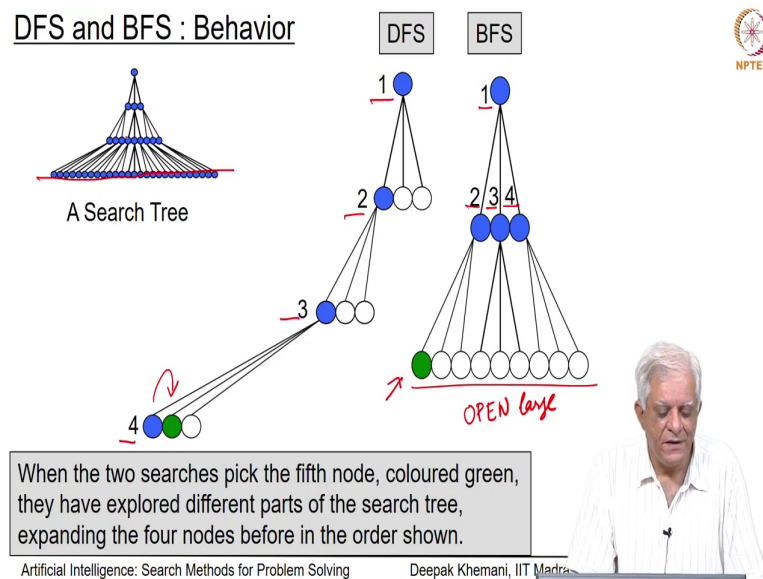 DFS and BFS : Behavior
DFS
BFS
NPTE
1
1
2
2 3 4
3
4
A Search Tree
OPEN large
When the two searches pick the fifth node, coloured green,
they have explored different parts of the search tree,
expanding the four nodes before in the order shown.
Artificial Intelligence: Search Methods for Problem Solving
Deepak Khemani, IIT Madra